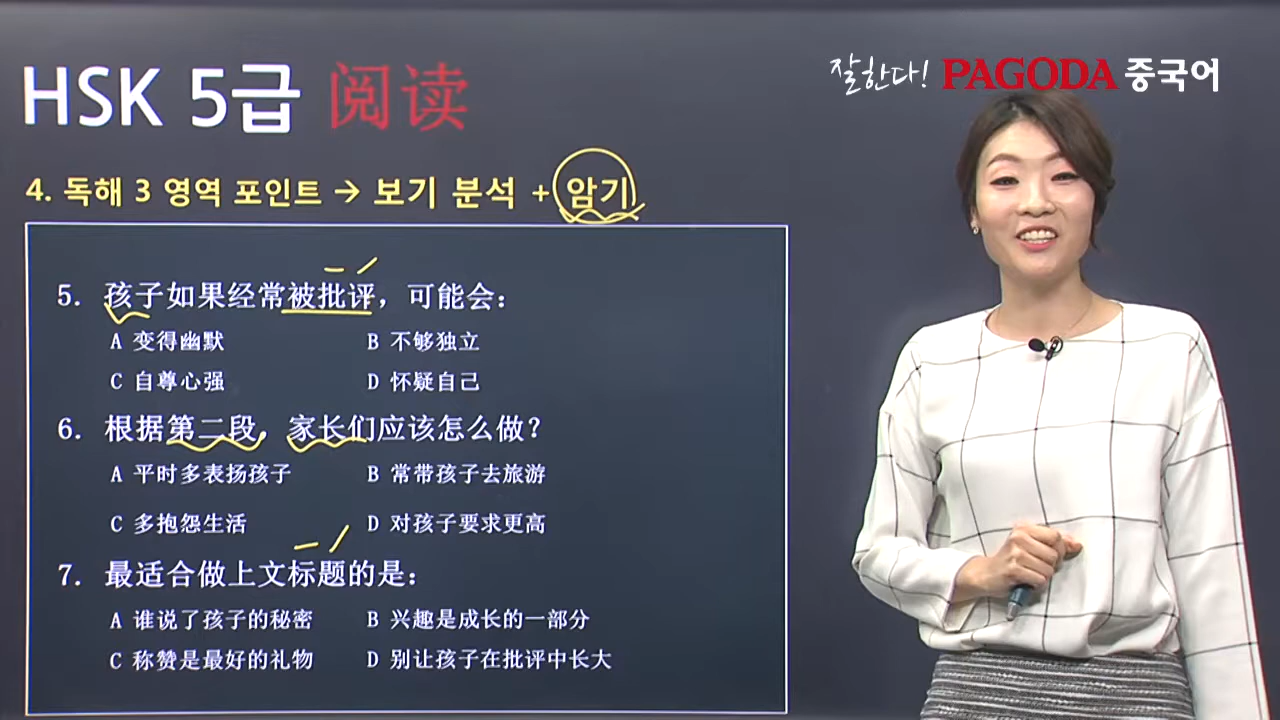 HSK 5급 阅读
잘한다! PAGODA 중국어
4. 독해 3 영역 포인트 → 보기 분석 + 암기
5. 孩子如果经常被批评，可能会：
A 变得幽默 B 不够独立
C 自尊心强 D 怀疑自己
6. 根据第二段，家长们应该怎么做？
A 平时多表扬孩子 B 常带孩子去旅游
C 多抱怨生活 D 对孩子要求更高
7. 最适合做上文标题的是：
A 谁说了孩子的秘密 B 兴趣是成长的一部分
C 称赞是最好的礼物 D 别让孩子在批评中长大